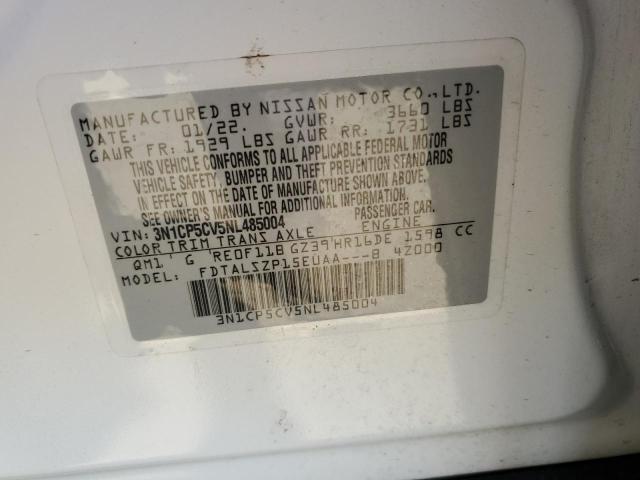 MANUFACTURED BY NISSAN MOTOR CO., LTD.
DATE: 01/22. GVWR: 3660 LBS
GAWR FR: 1929 LBS GAWR RR: 1731 LBS
THIS VEHICLE CONFORMS TO ALL APPLICABLE FEDERAL MOTOR
VEHICLE SAFETY, BUMPER AND THEFT PREVENTION STANDARDS
IN EFFECT ON THE DATE OF MANUFACTURE SHOWN ABOVE.
SEE OWNER'S MANUAL FOR ADDITIONAL INFORMATION.
VIN: 3N1CP5CV5NL485004 PASSENGER CAR.
COLOR TRIM TRANS AXLE ENGINE
QM1 G RE0F11B GZ39 HR16DE 1598 CC
MODEL: FDTALSZP15EUAA---B 4Z000
3N1CP5CV5NL485004